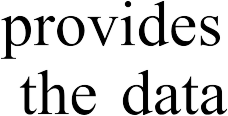 provides
the data